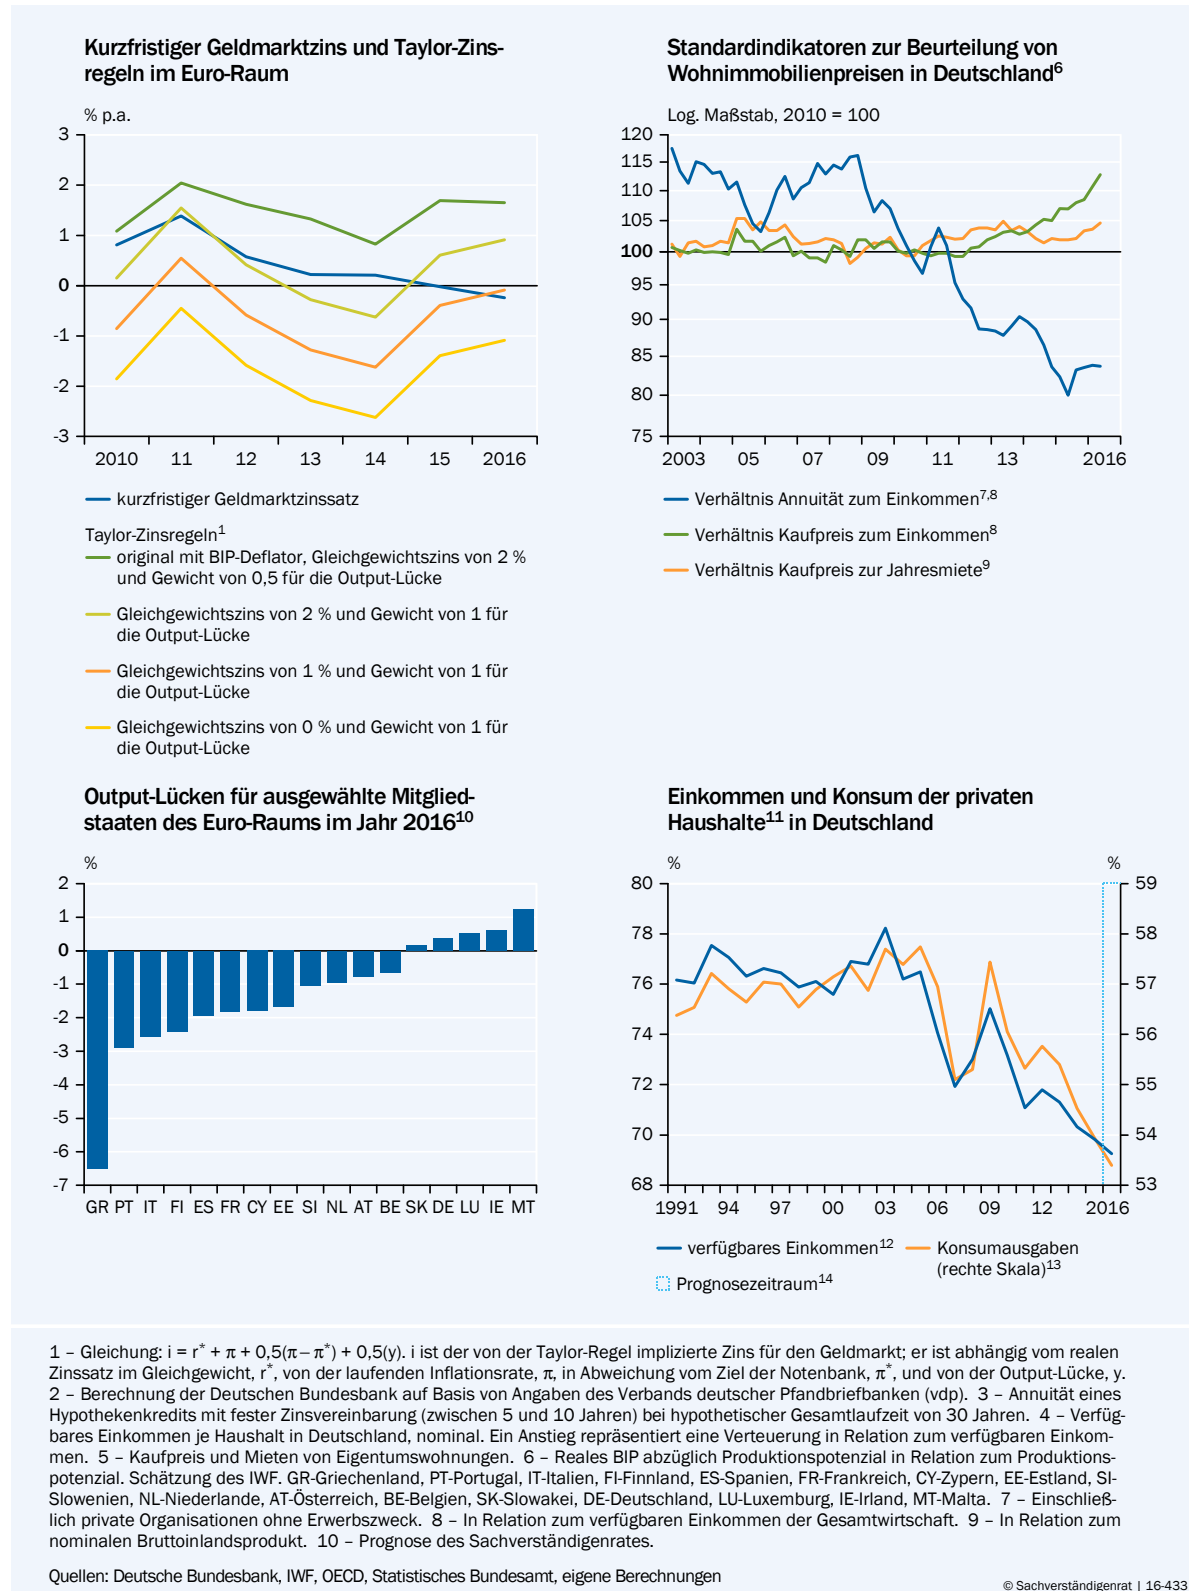 Kurzfristiger Geldmarktzins und Taylor-Zins-
regeln im Euro-Raum
% p.a.
3
2
1
0
-1
-2
-3
2010 11 12 13 14 15 2016
kurzfristiger Geldmarktzinssatz
Taylor-Zinsregeln1
original mit BIP-Deflator, Gleichgewichtszins von 2 %
und Gewicht von 0,5 für die Output-Lücke
Gleichgewichtszins von 2 % und Gewicht von 1 für
die Output-Lücke
Gleichgewichtszins von 1 % und Gewicht von 1 für
die Output-Lücke
Gleichgewichtszins von 0 % und Gewicht von 1 für
die Output-Lücke
Standardindikatoren zur Beurteilung von
Wohnimmobilienpreisen in Deutschland6
Log. Maßstab, 2010 = 100
120
115
110
105
100
95
90
85
80
75
2003 05 07 09 11 13 2016
Verhältnis Annuität zum Einkommen7,8
Verhältnis Kaufpreis zum Einkommen8
Verhältnis Kaufpreis zur Jahresmiete9
Output-Lücken für ausgewählte Mitglied-
staaten des Euro-Raums im Jahr 201610
%
2
1
0
-1
-2
-3
-4
-5
-6
-7
GR PT IT FI ES FR CY EE SI NL AT BE SK DE LU IE MT
Einkommen und Konsum der privaten
Haushalte11 in Deutschland
% %
80 59
78 58
76 57
74 56
72 55
70 54
68 53
1991 94 97 00 03 06 09 12 2016
verfügbares Einkommen12 Konsumausgaben
(rechte Skala)13
Prognosezeitraum14
1 – Gleichung: i = r* + π + 0,5(π – π*) + 0,5(y). i ist der von der Taylor-Regel implizierte Zins für den Geldmarkt; er ist abhängig vom realen
Zinssatz im Gleichgewicht, r*, von der laufenden Inflationsrate, π, in Abweichung vom Ziel der Notenbank, π*, und von der Output-Lücke, y.
2 – Berechnung der Deutschen Bundesbank auf Basis von Angaben des Verbands deutscher Pfandbriefbanken (vdp). 3 – Annuität eines
Hypothekenkredits mit fester Zinsvereinbarung (zwischen 5 und 10 Jahren) bei hypothetischer Gesamtlaufzeit von 30 Jahren. 4 – Verfüg-
bares Einkommen je Haushalt in Deutschland, nominal. Ein Anstieg repräsentiert eine Verteuerung in Relation zum verfügbaren Einkom-
men. 5 – Kaufpreis und Mieten von Eigentumswohnungen. 6 – Reales BIP abzüglich Produktionspotenzial in Relation zum Produktions-
potenzial. Schätzung des IWF. GR-Griechenland, PT-Portugal, IT-Italien, FI-Finnland, ES-Spanien, FR-Frankreich, CY-Zypern, EE-Estland, SI-
Slowenien, NL-Niederlande, AT-Österreich, BE-Belgien, SK-Slowakei, DE-Deutschland, LU-Luxemburg, IE-Irland, MT-Malta. 7 – Einschließ-
lich private Organisationen ohne Erwerbszweck. 8 – In Relation zum verfügbaren Einkommen der Gesamtwirtschaft. 9 – In Relation zum
nominalen Bruttoinlandsprodukt. 10 – Prognose des Sachverständigenrates.
Quellen: Deutsche Bundesbank, IWF, OECD, Statistisches Bundesamt, eigene Berechnungen
© Sachverständigenrat | 16-433